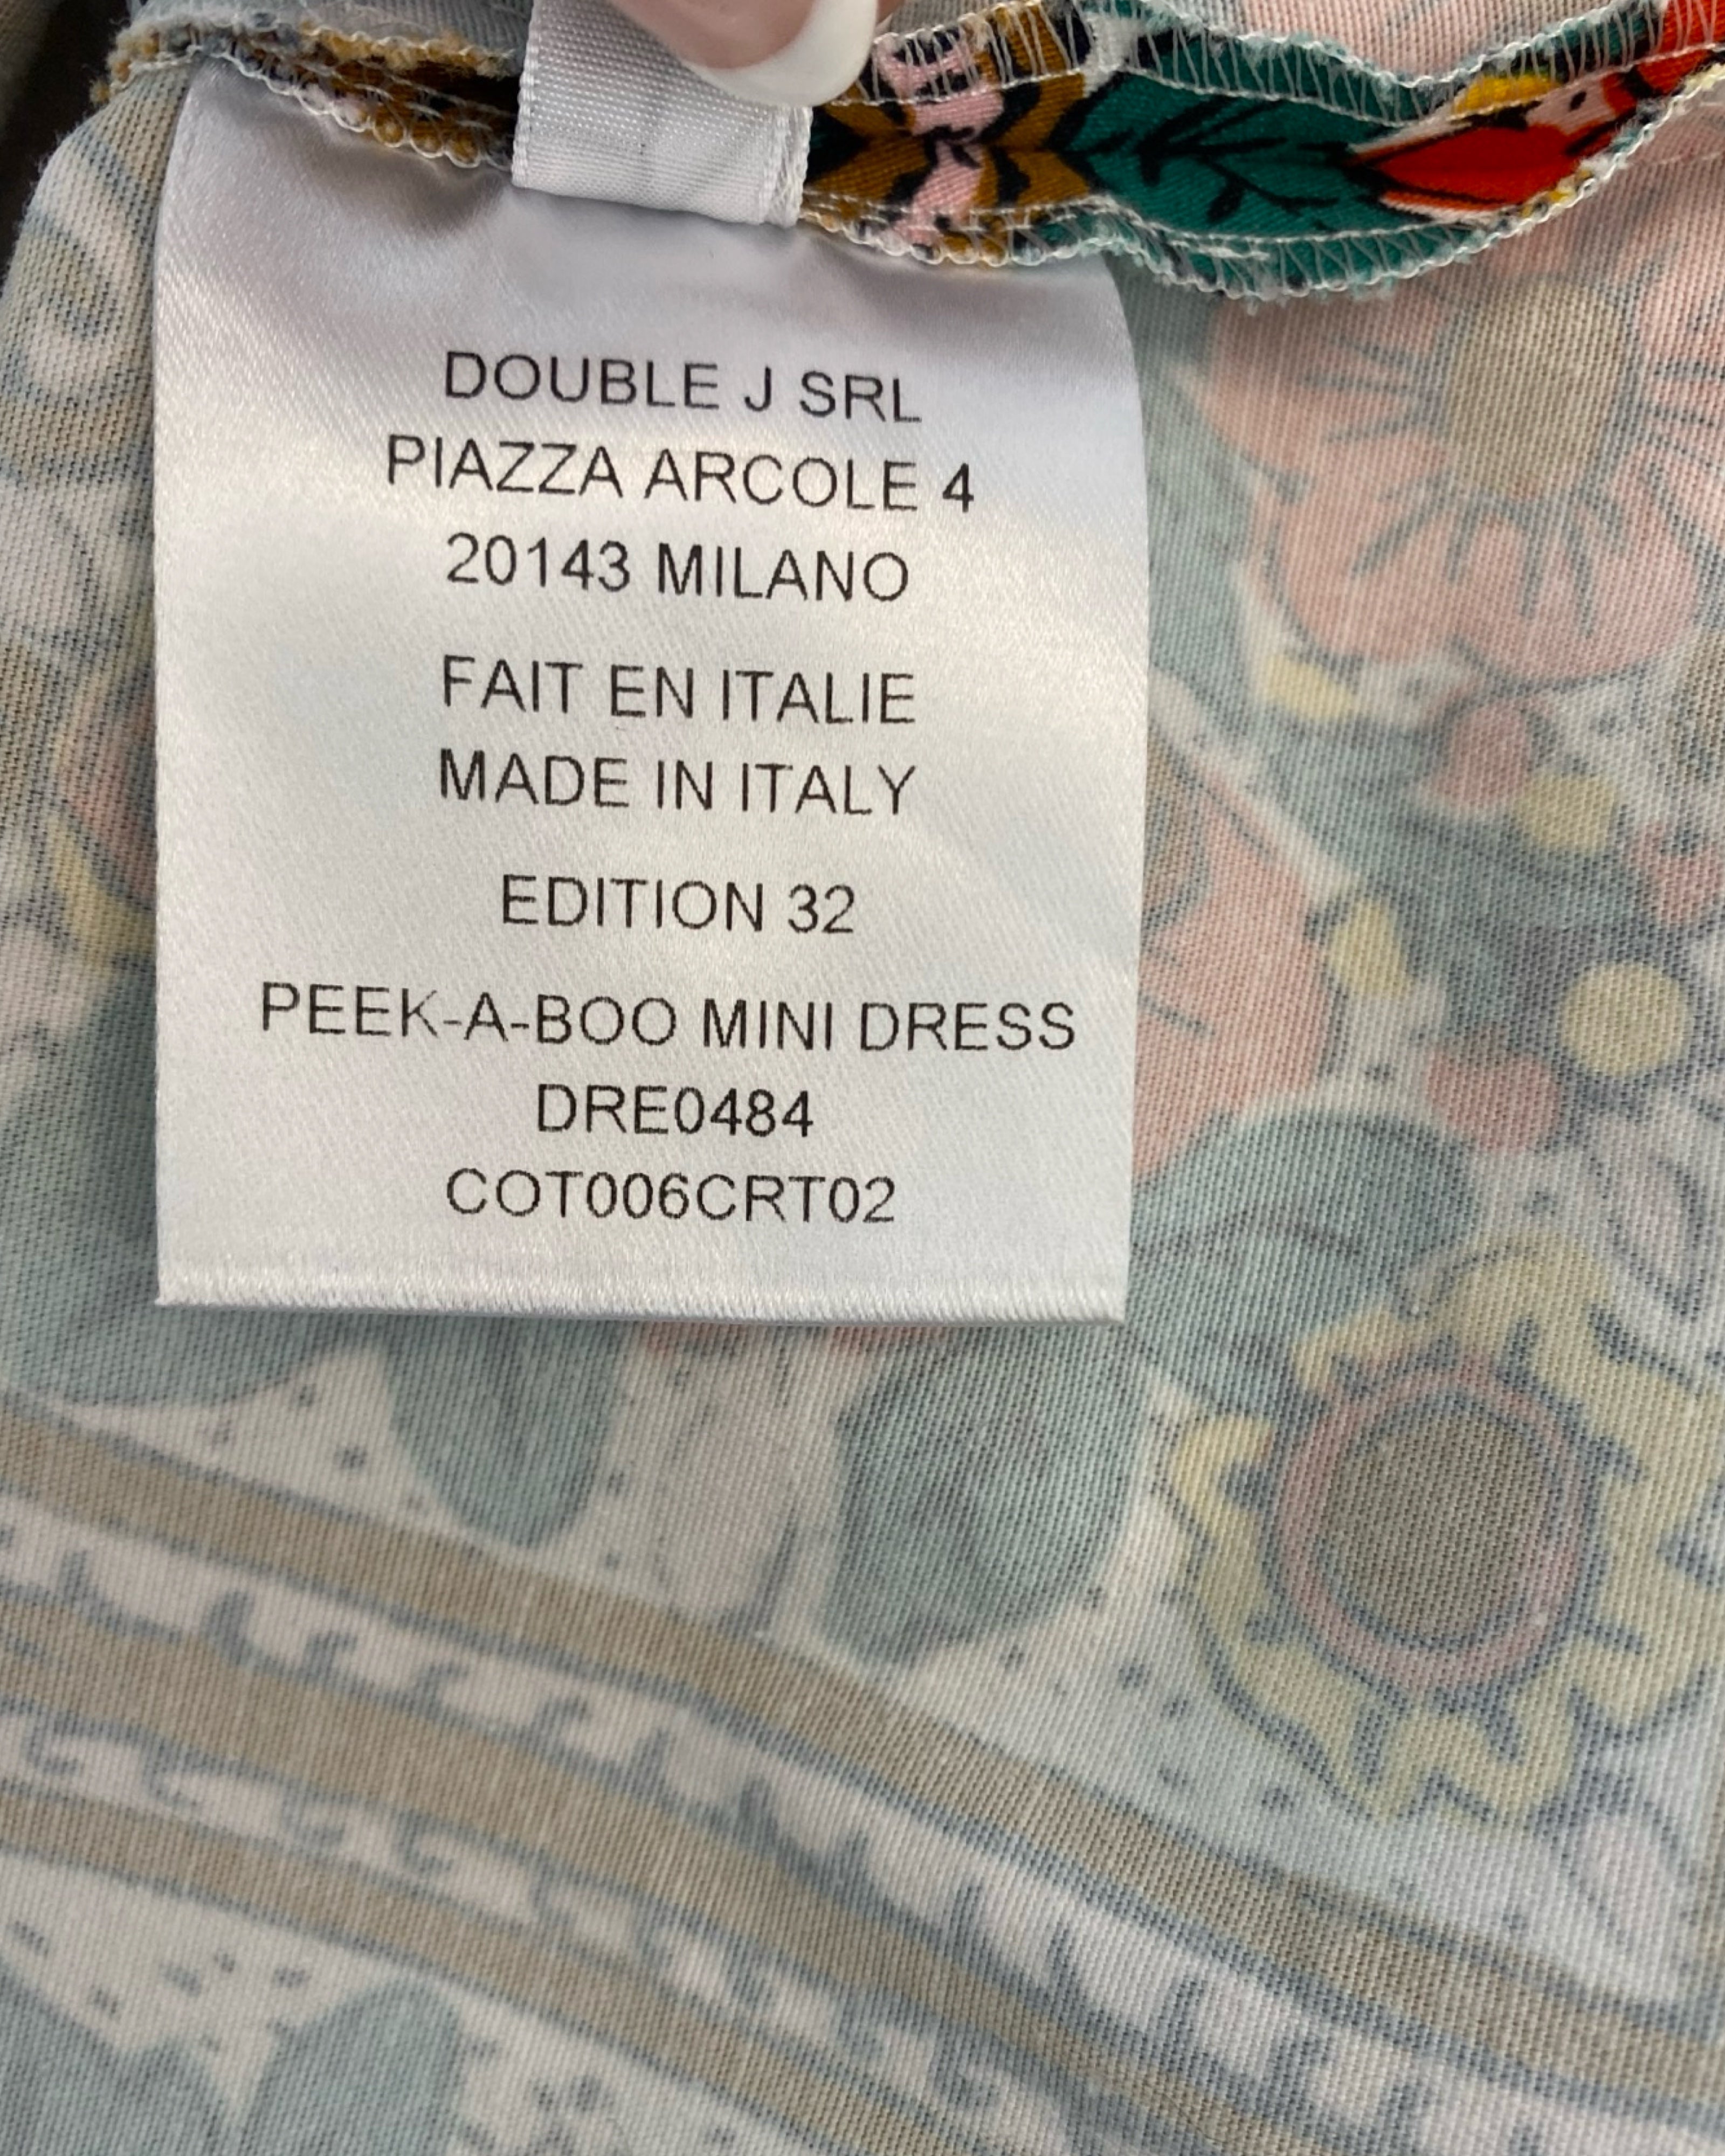 DOUBLE J SRL
PIAZZA ARCOLE 4
20143 MILANO
FAIT EN ITALIE
MADE IN ITALY
EDITION 32
PEEK-A-BOO MINI DRESS
DRE0484
COT006CRT02